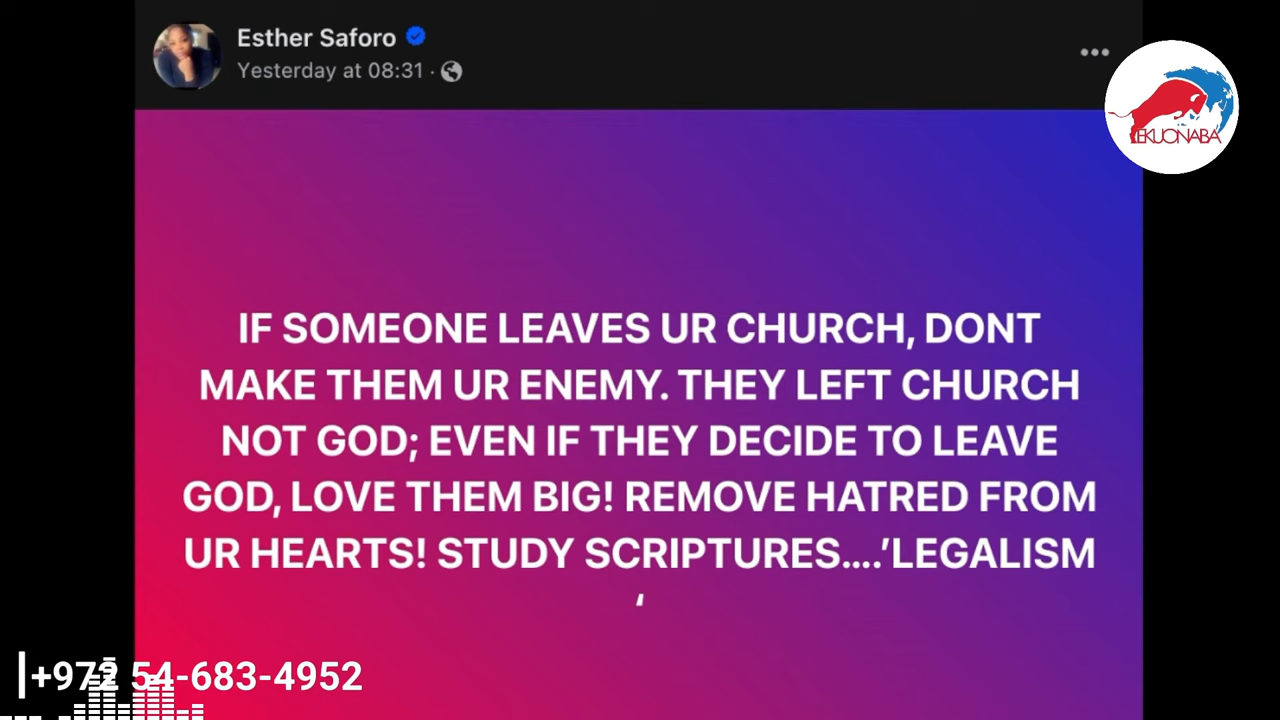 Esther Saforo
Yesterday at 08:31 ·
EKUONABA
IF SOMEONE LEAVES UR CHURCH, DONT
MAKE THEM UR ENEMY. THEY LEFT CHURCH
NOT GOD; EVEN IF THEY DECIDE TO LEAVE
GOD, LOVE THEM BIG! REMOVE HATRED FROM
UR HEARTS! STUDY SCRIPTURES....'LEGALISM
'
|+972 54-683-4952